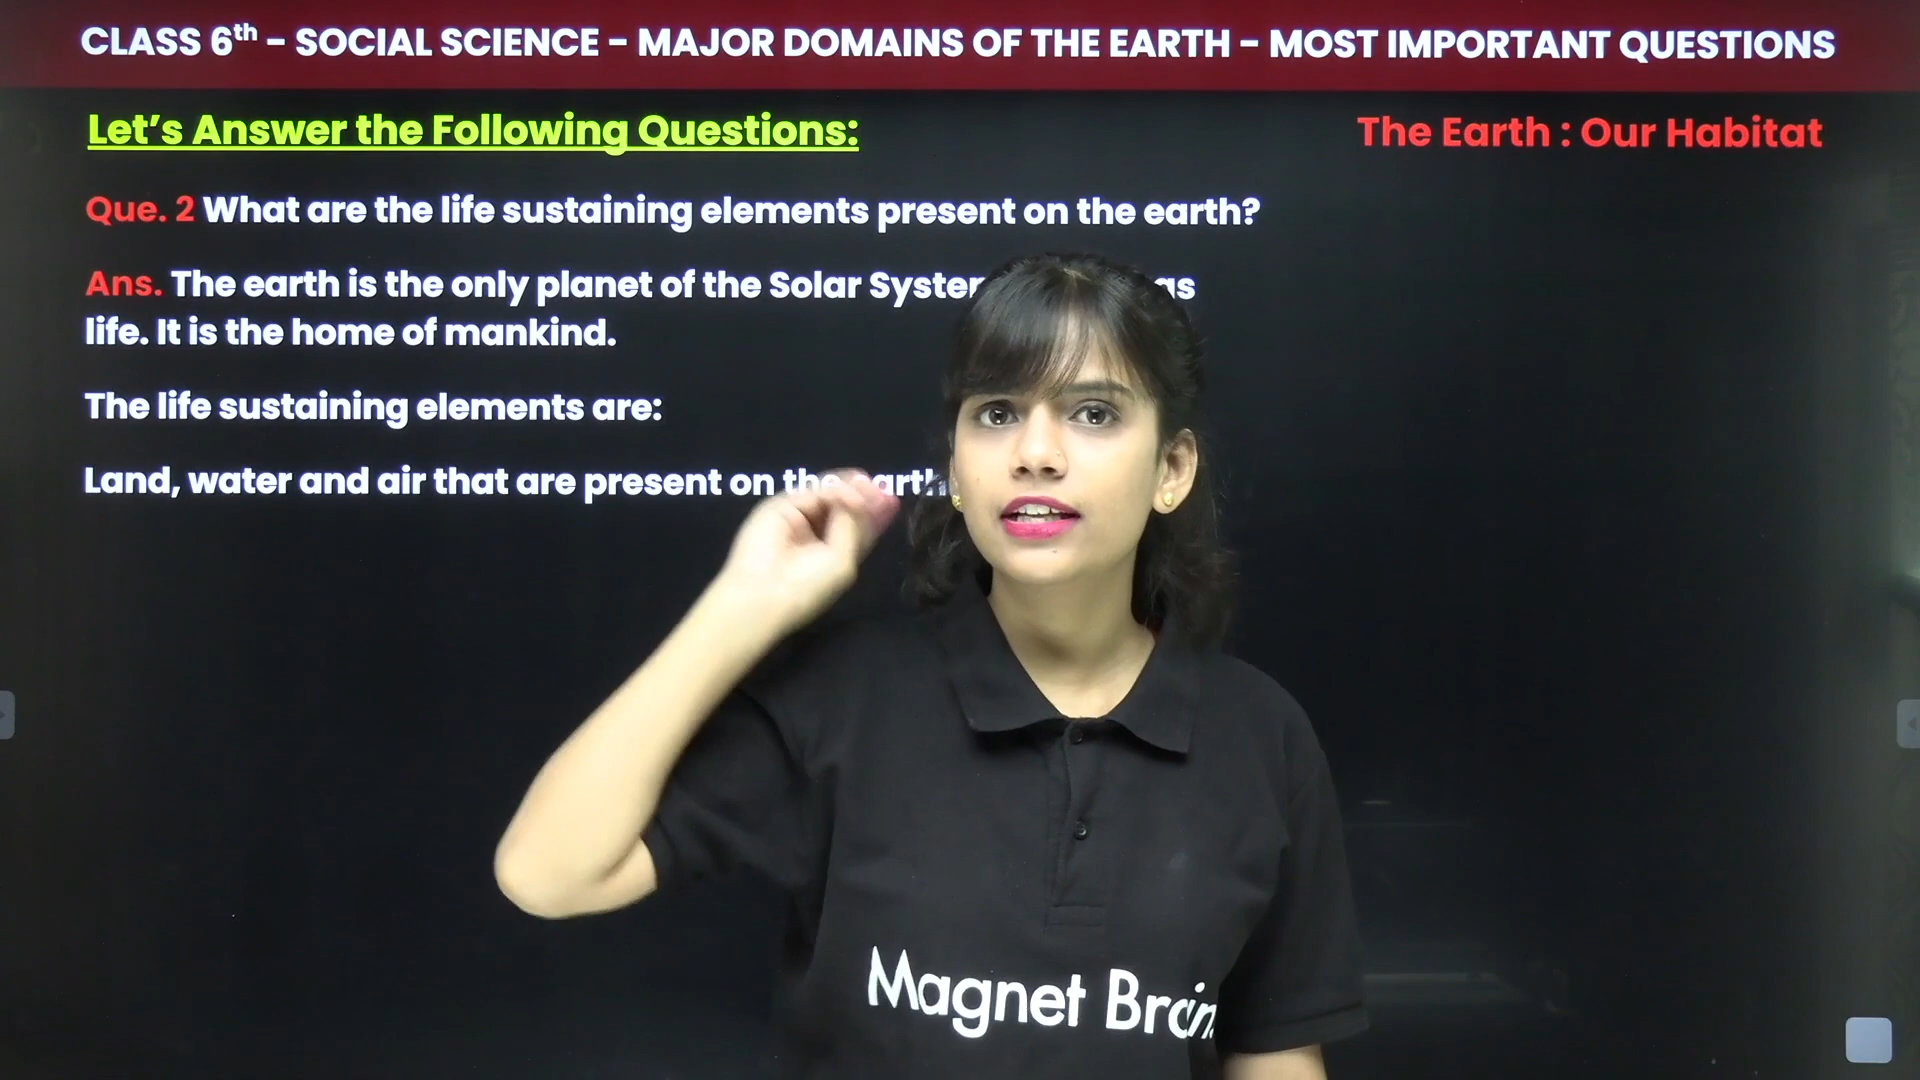 CLASS 6th - SOCIAL SCIENCE - MAJOR DOMAINS OF THE EARTH - MOST IMPORTANT QUESTIONS
Let's Answer the Following Questions:
The Earth : Our Habitat
Que. 2 What are the life sustaining elements present on the earth?
Ans. The earth is the only planet of the Solar
life. It is the home of mankind.
The life sustaining elements are:
Land, water and air that are present on the
Magnet